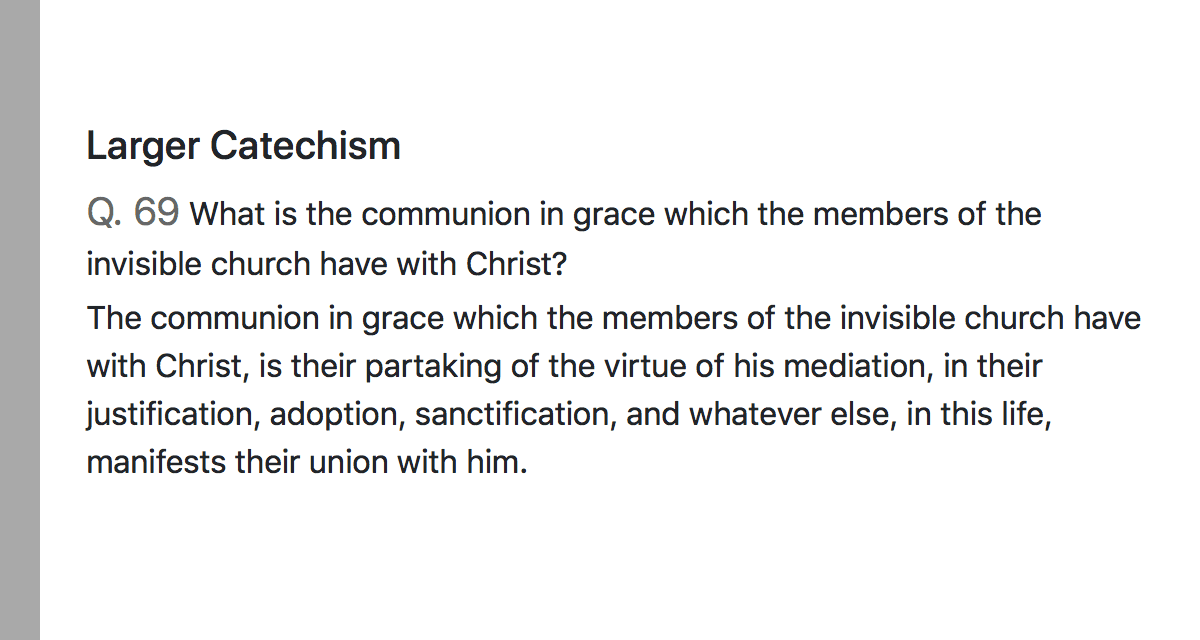 Larger Catechism
Q. 69 What is the communion in grace which the members of the
invisible church have with Christ?
The communion in grace which the members of the invisible church have
with Christ, is their partaking of the virtue of his mediation, in their
justification, adoption, sanctification, and whatever else, in this life,
manifests their union with him.